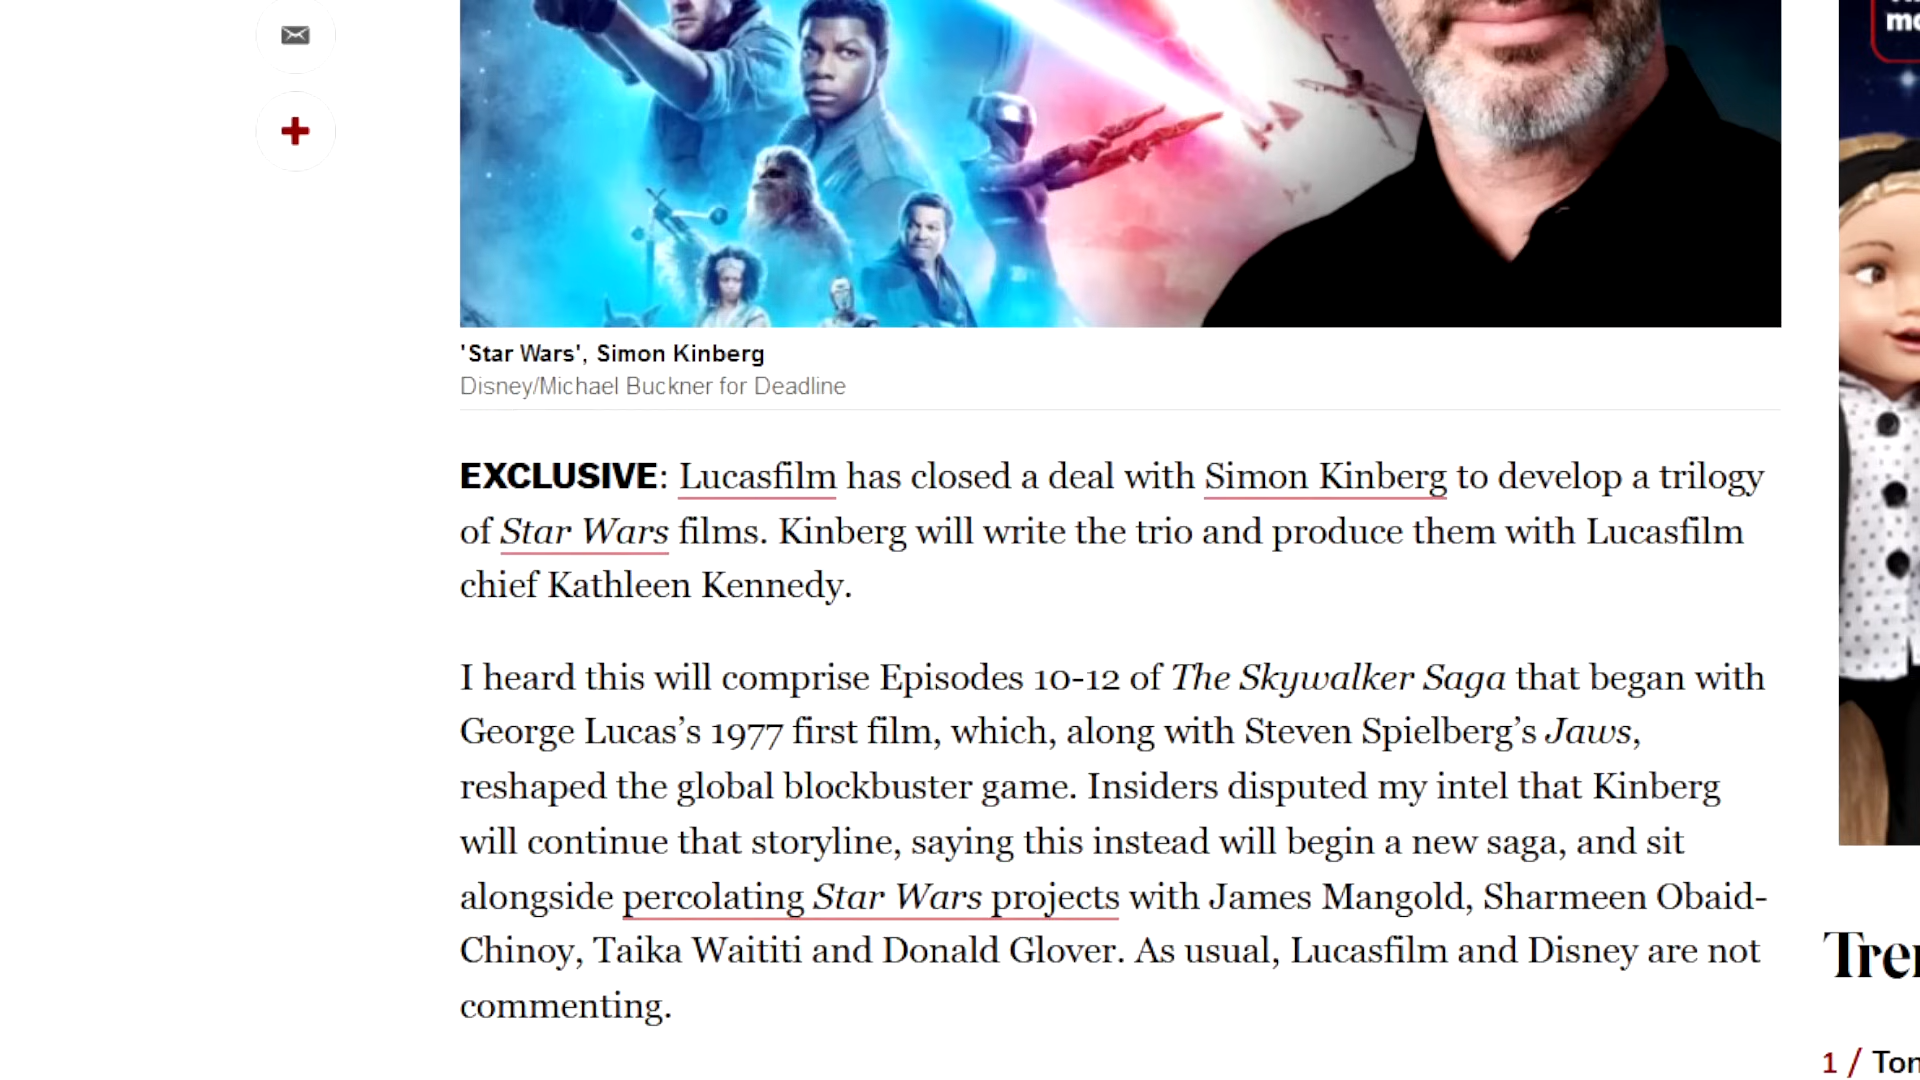 mo
'Star Wars', Simon Kinberg
Disney/Michael Buckner for Deadline
EXCLUSIVE: Lucasfilm has closed a deal with Simon Kinberg to develop a trilogy
of Star Wars films. Kinberg will write the trio and produce them with Lucasfilm
chief Kathleen Kennedy.
I heard this will comprise Episodes 10-12 of The Skywalker Saga that began with
George Lucas’s 1977 first film, which, along with Steven Spielberg’s Jaws,
reshaped the global blockbuster game. Insiders disputed my intel that Kinberg
will continue that storyline, saying this instead will begin a new saga, and sit
alongside percolating Star Wars projects with James Mangold, Sharmeen Obaid-
Chinoy, Taika Waititi and Donald Glover. As usual, Lucasfilm and Disney are not
commenting.
Tre
1 / Ton